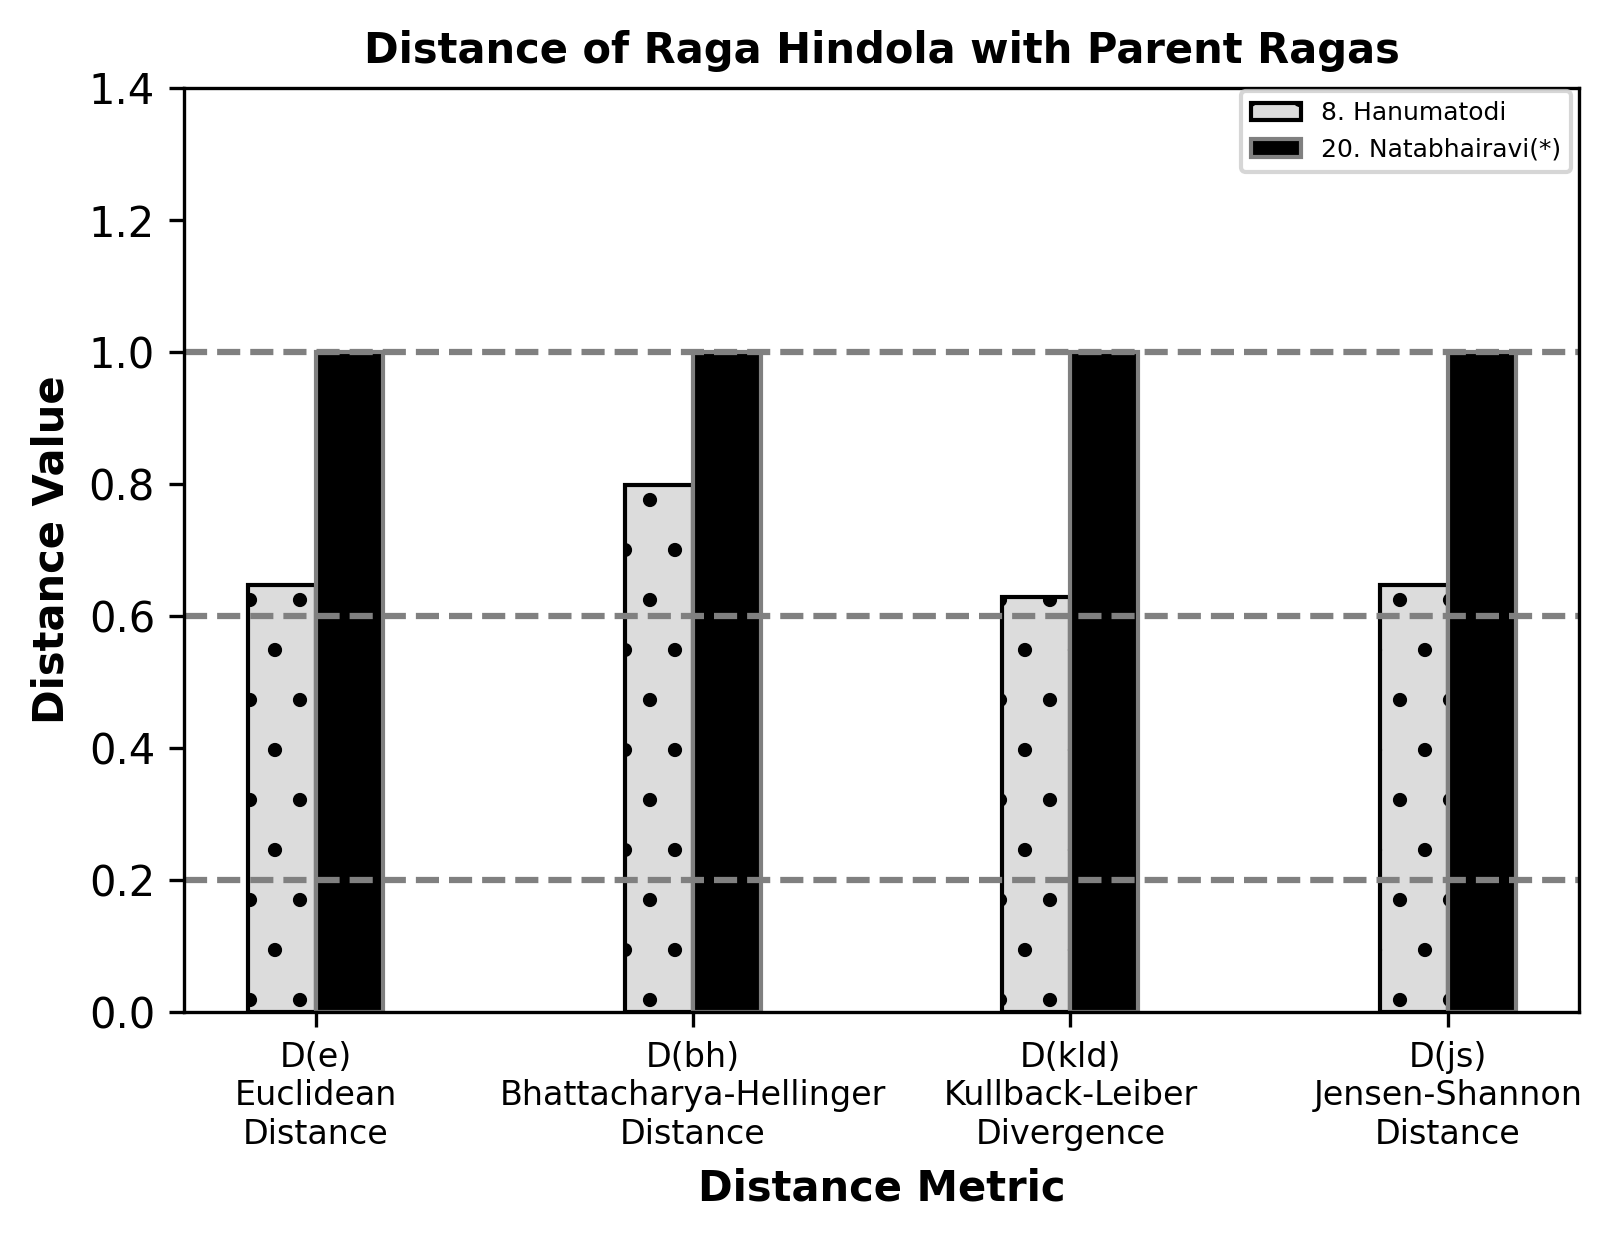 Distance of Raga Hindola with Parent Ragas
8. Hanumatodi
20. Natabhairavi(*)
1.4
1.2
1.0
0.8
0.6
0.4
0.2
0.0
Distance Value
D(e)
Euclidean
Distance
D(bh)
Bhattacharya-Hellinger
Distance
D(kld)
Kullback-Leiber
Divergence
D(js)
Jensen-Shannon
Distance
Distance Metric